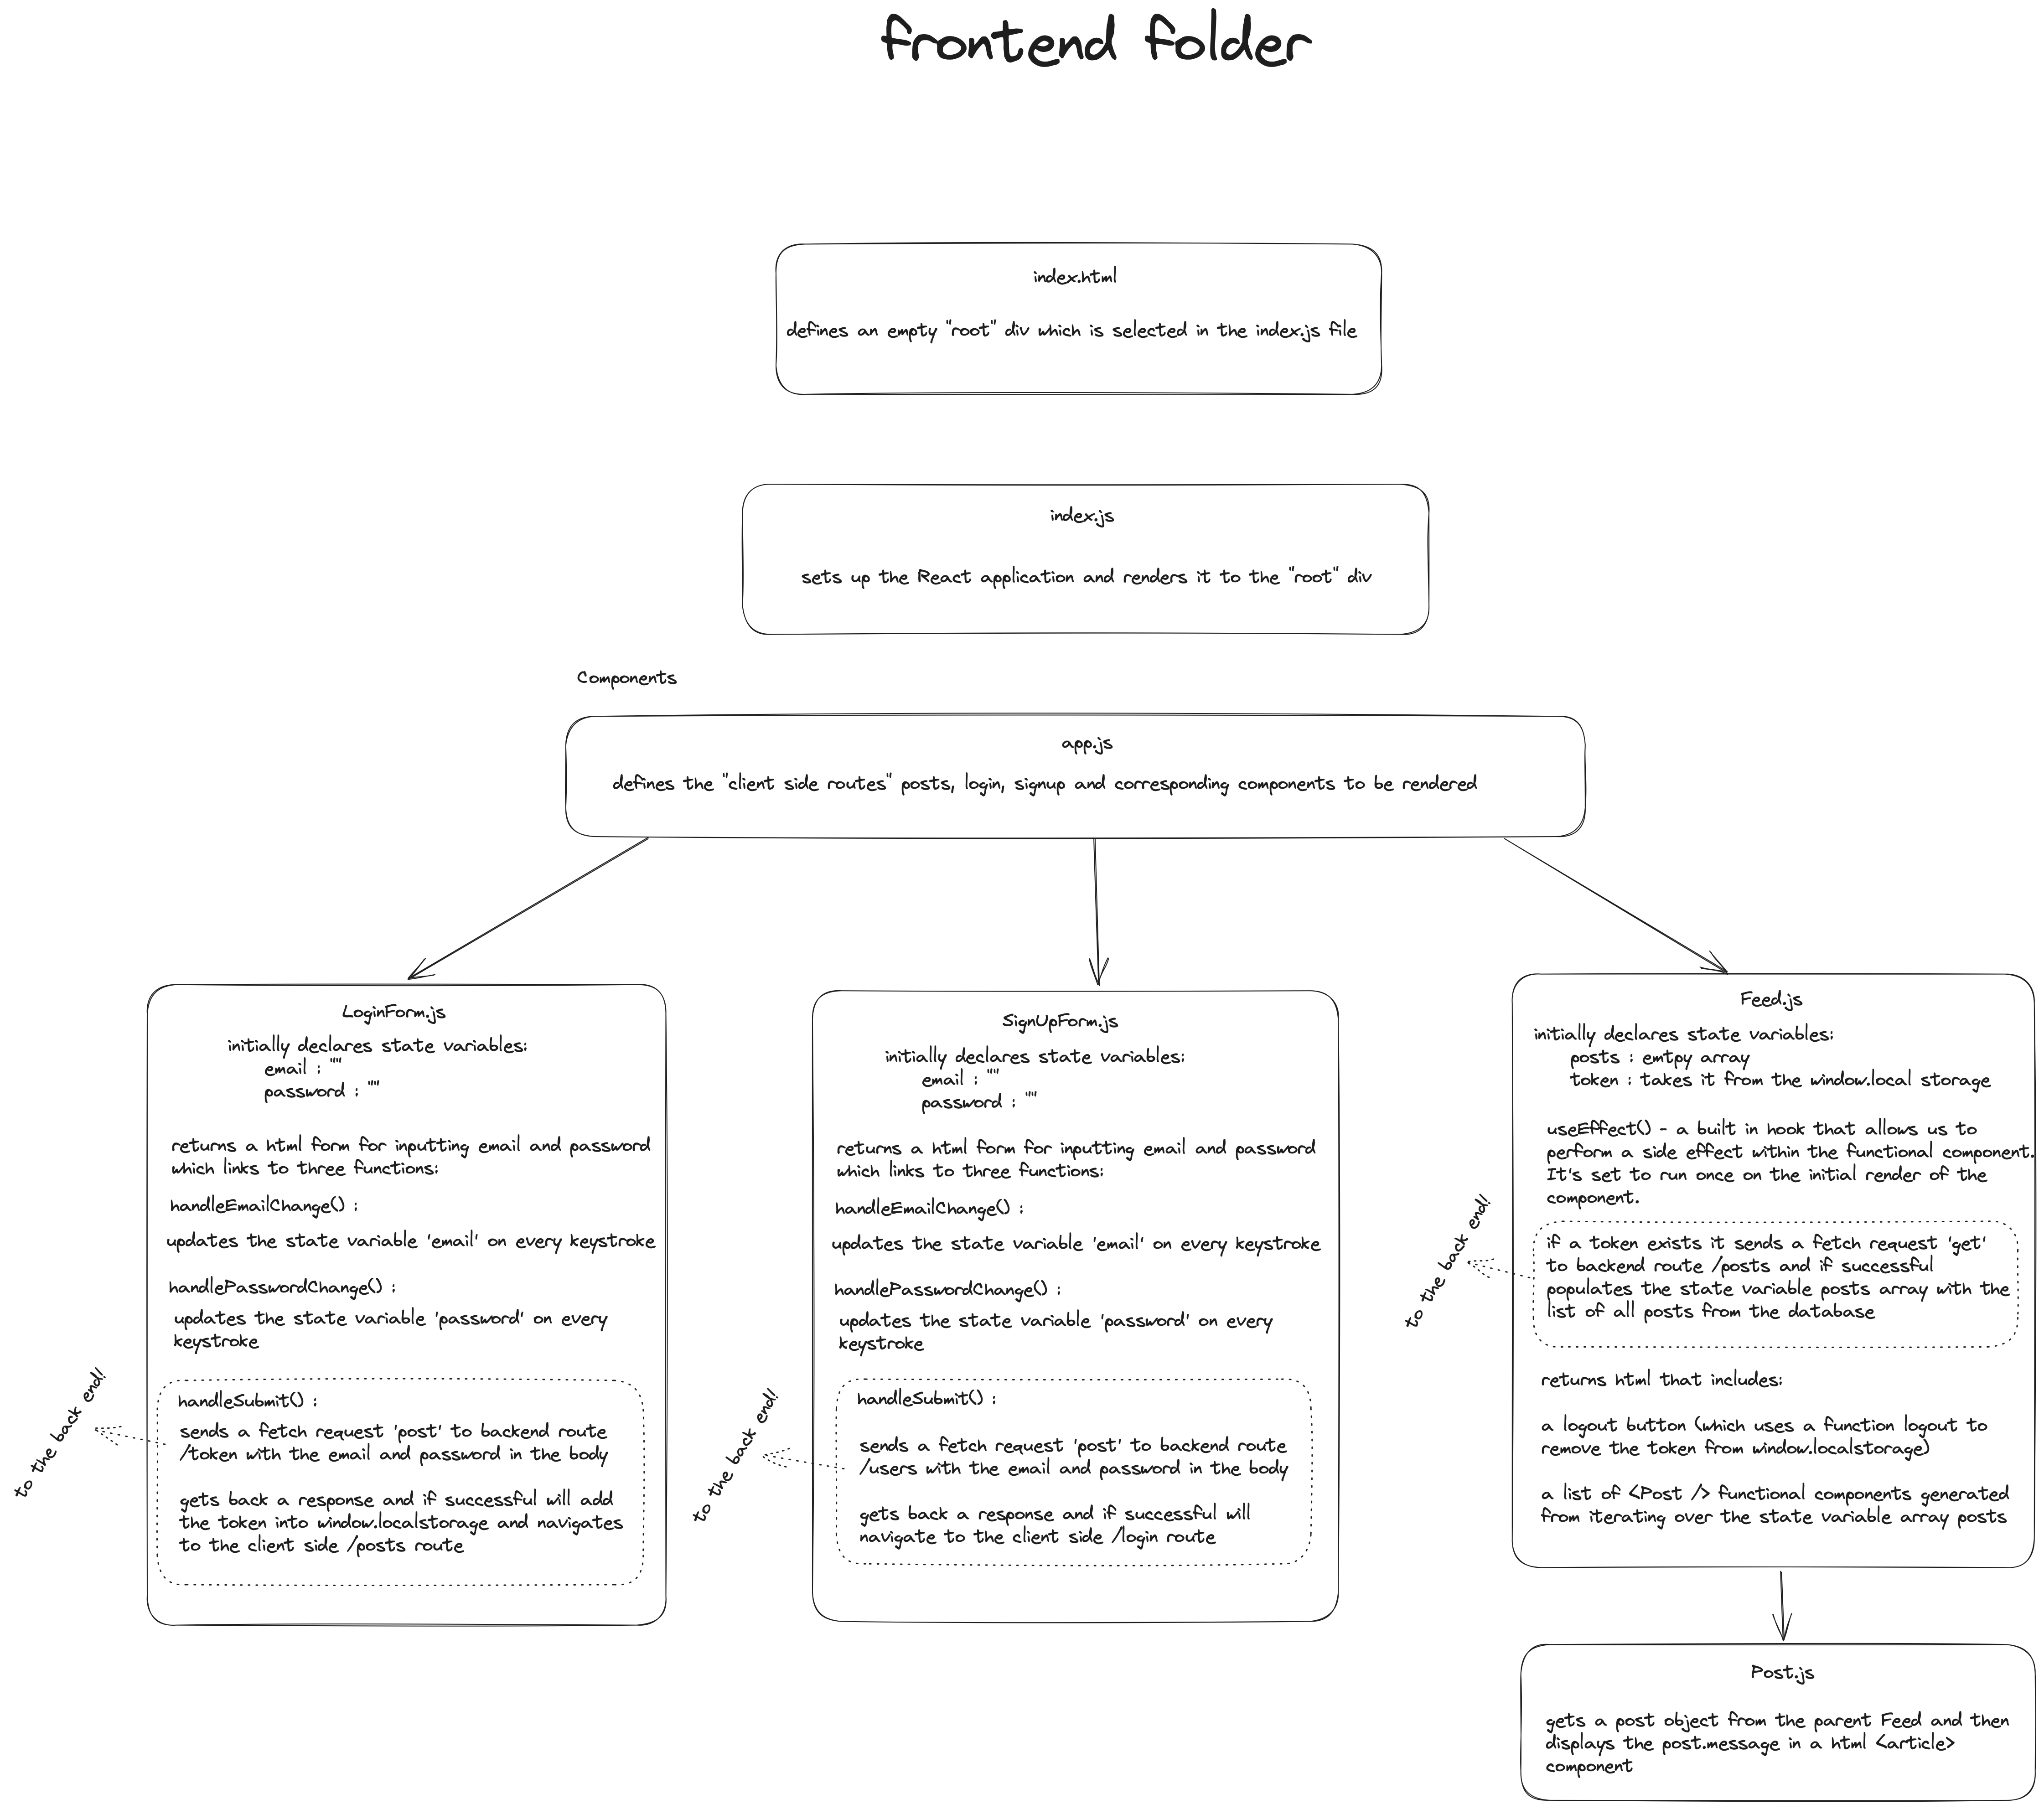 frontend folder
index.html
defines an empty "root" div which is selected in the index.js file
index.js
sets up the React application and renders it to the "root" div
Components
app.js
defines the "client side routes" posts, login, signup and corresponding components to be rendered
LoginForm.js
initially declares state variables:
email : ""
password : ""
returns a html form for inputting email and password
which links to three functions:
handleEmailChange() :
updates the state variable 'email' on every keystroke
handlePasswordChange() :
updates the state variable 'password' on every
keystroke
handleSubmit() :
sends a fetch request 'post' to backend route
/token with the email and password in the body
gets back a response and if successful will add
the token into window.localstorage and navigates
to the client side /posts route
to the back end!
SignUpForm.js
initially declares state variables:
email : ""
password : ""
returns a html form for inputting email and password
which links to three functions:
handleEmailChange() :
updates the state variable 'email' on every keystroke
handlePasswordChange() :
updates the state variable 'password' on every
keystroke
handleSubmit() :
sends a fetch request 'post' to backend route
/users with the email and password in the body
gets back a response and if successful will
navigate to the client side /login route
to the back end!
Feed.js
initially declares state variables:
posts : emtpy array
token : takes it from the window.local storage
useEffect() - a built in hook that allows us to
perform a side effect within the functional component.
It's set to run once on the initial render of the
component.
if a token exists it sends a fetch request 'get'
to backend route /posts and if successful
populates the state variable posts array with the
list of all posts from the database
to the back end!
returns html that includes:
a logout button (which uses a function logout to
remove the token from window.localstorage)
a list of <Post /> functional components generated
from iterating over the state variable array posts
Post.js
gets a post object from the parent Feed and then
displays the post.message in a html <article>
component